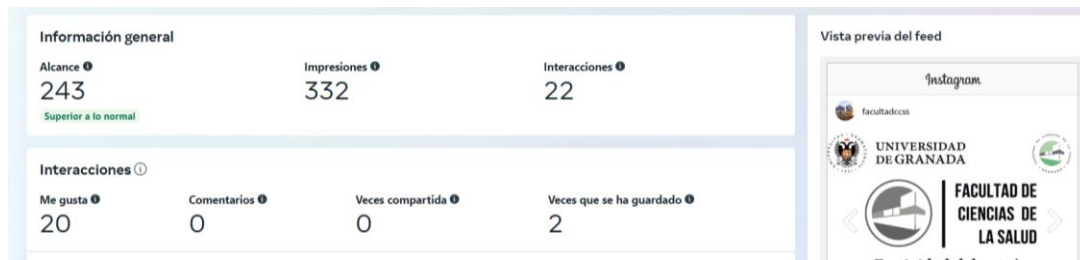 Información general
Alcance
243
Superior a lo normal
Impresiones
332
Interacciones
22
Interacciones
Me gusta
20
Comentarios
0
Veces compartida
0
Veces que se ha guardado
2
Vista previa del feed
Instagram
facultadccss
UNIVERSIDAD
DE GRANADA
FACULTAD DE
CIENCIAS DE
LA SALUD